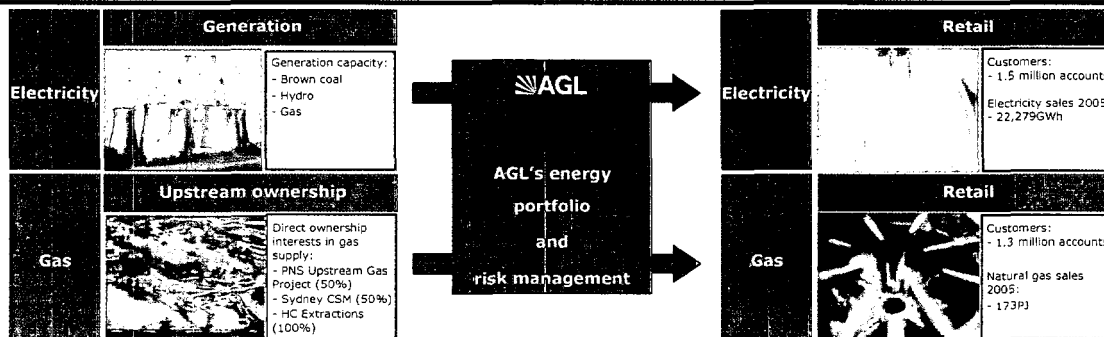 Generation
Electricity
Generation capacity:
- Brown coal
- Hydro
- Gas
Upstream ownership
Gas
Direct ownership
interests in gas
supply:
- PNS Upstream Gas
Project (50%)
- Sydney CSM (50%)
- HC Extractions
(100%)
AGL
AGL's energy
portfolio
and
risk management
Retail
Electricity
Customers:
- 1.5 million accounts
Electricity sales 2005
- 22,279GWh
Retail
Gas
Customers:
- 1.3 million accounts
Natural gas sales
2005:
- 173PJ